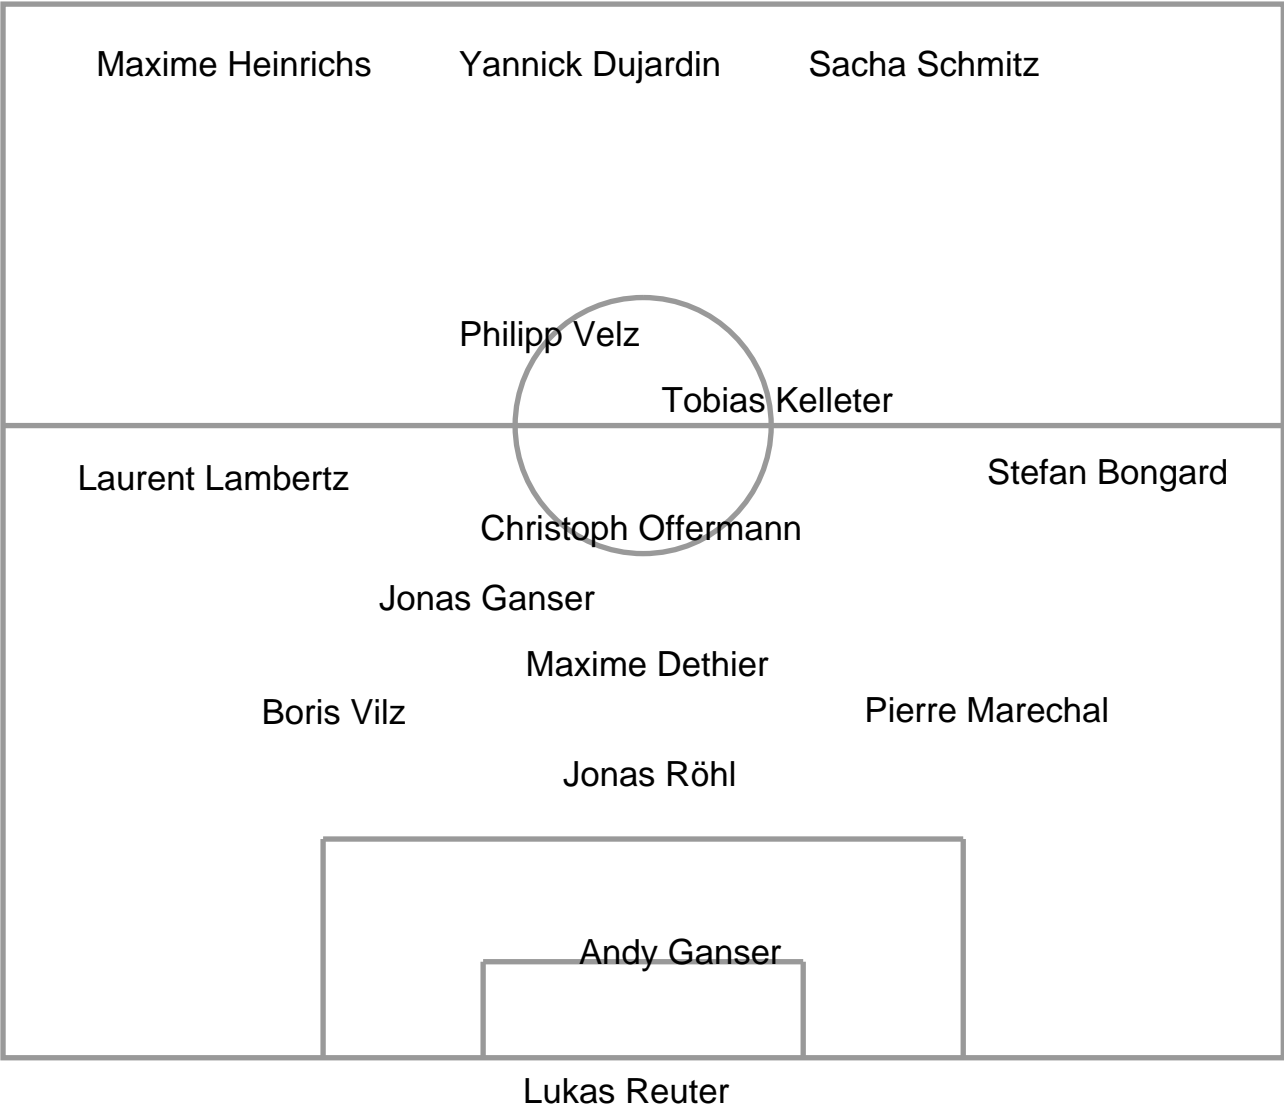 Maxime Heinrichs Yannick Dujardin Sacha Schmitz
Philipp Velz
Tobias Kelleter
Laurent Lambertz Stefan Bongard
Christoph Offermann
Jonas Ganser
Maxime Dethier
Boris Vilz Pierre Marechal
Jonas Röhl
Andy Ganser
Lukas Reuter